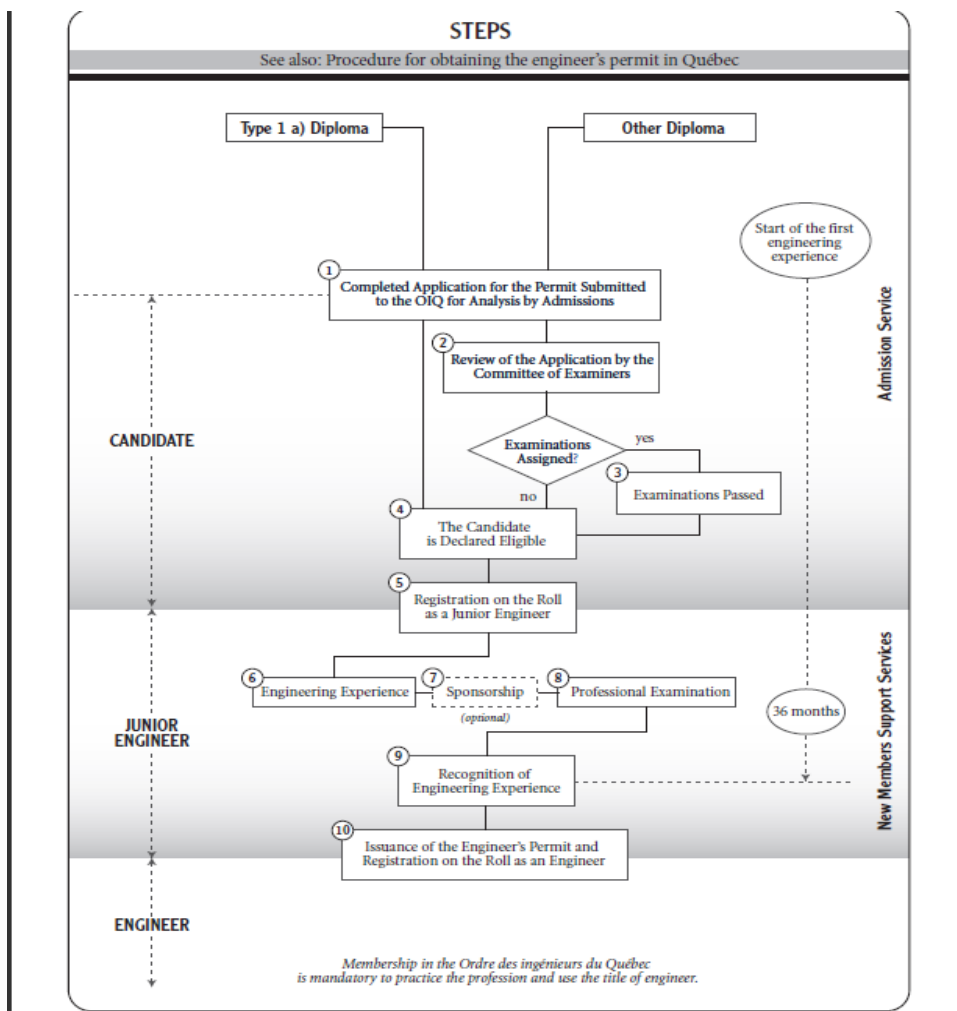 STEPS
See also: Procedure for obtaining the engineer's permit in Québec
Type 1 a) Diploma
Other Diploma
Start of the first
engineering
experience
1
Completed Application for the Permit Submitted
to the OIQ for Analysis by Admissions
2
Review of the Application by the
Committee of Examiners
Admission Service
CANDIDATE
Examinations
Assigned?
yes
no
3
Examinations Passed
4
The Candidate
is Declared Eligible
5
Registration on the Roll
as a Junior Engineer
6
Engineering Experience
7
Sponsorship
(optional)
8
Professional Examination
JUNIOR
ENGINEER
36 months
New Members Support Services
9
Recognition of
Engineering Experience
10
Issuance of the Engineer's Permit and
Registration on the Roll as an Engineer
ENGINEER
Membership in the Ordre des ingénieurs du Québec
is mandatory to practice the profession and use the title of engineer.